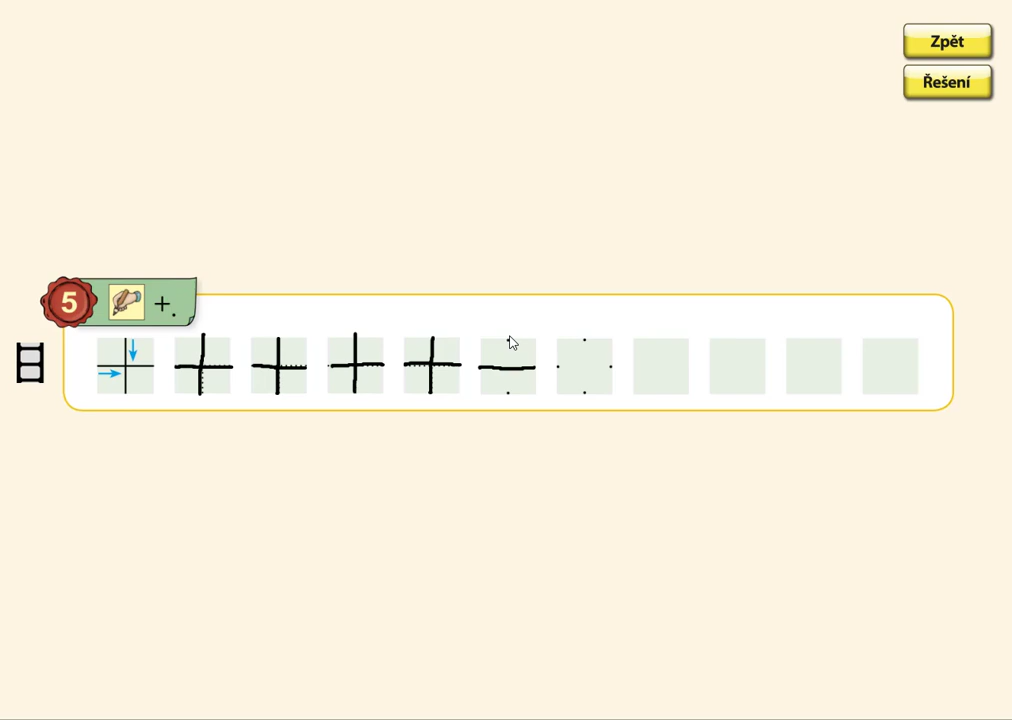 Zpět
Řešení
5 +.
+ + + + +